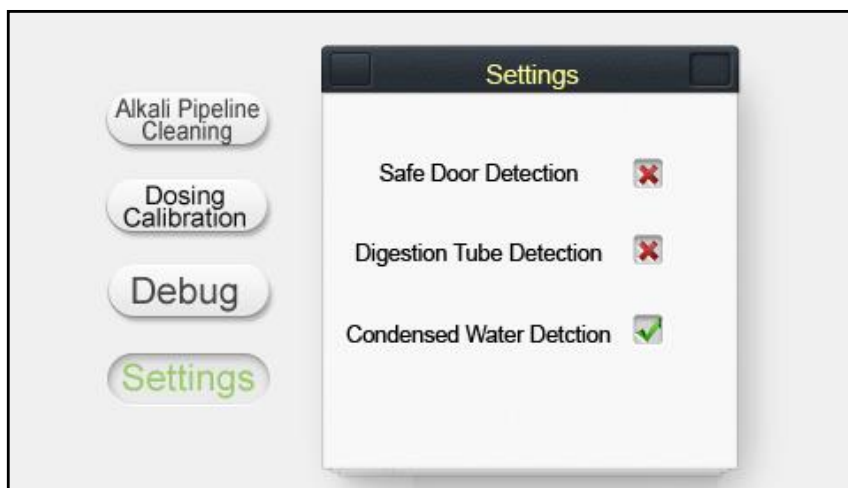 Alkali Pipeline
Cleaning
Dosing
Calibration
Debug
Settings
Settings
Safe Door Detection
Digestion Tube Detection
Condensed Water Detction